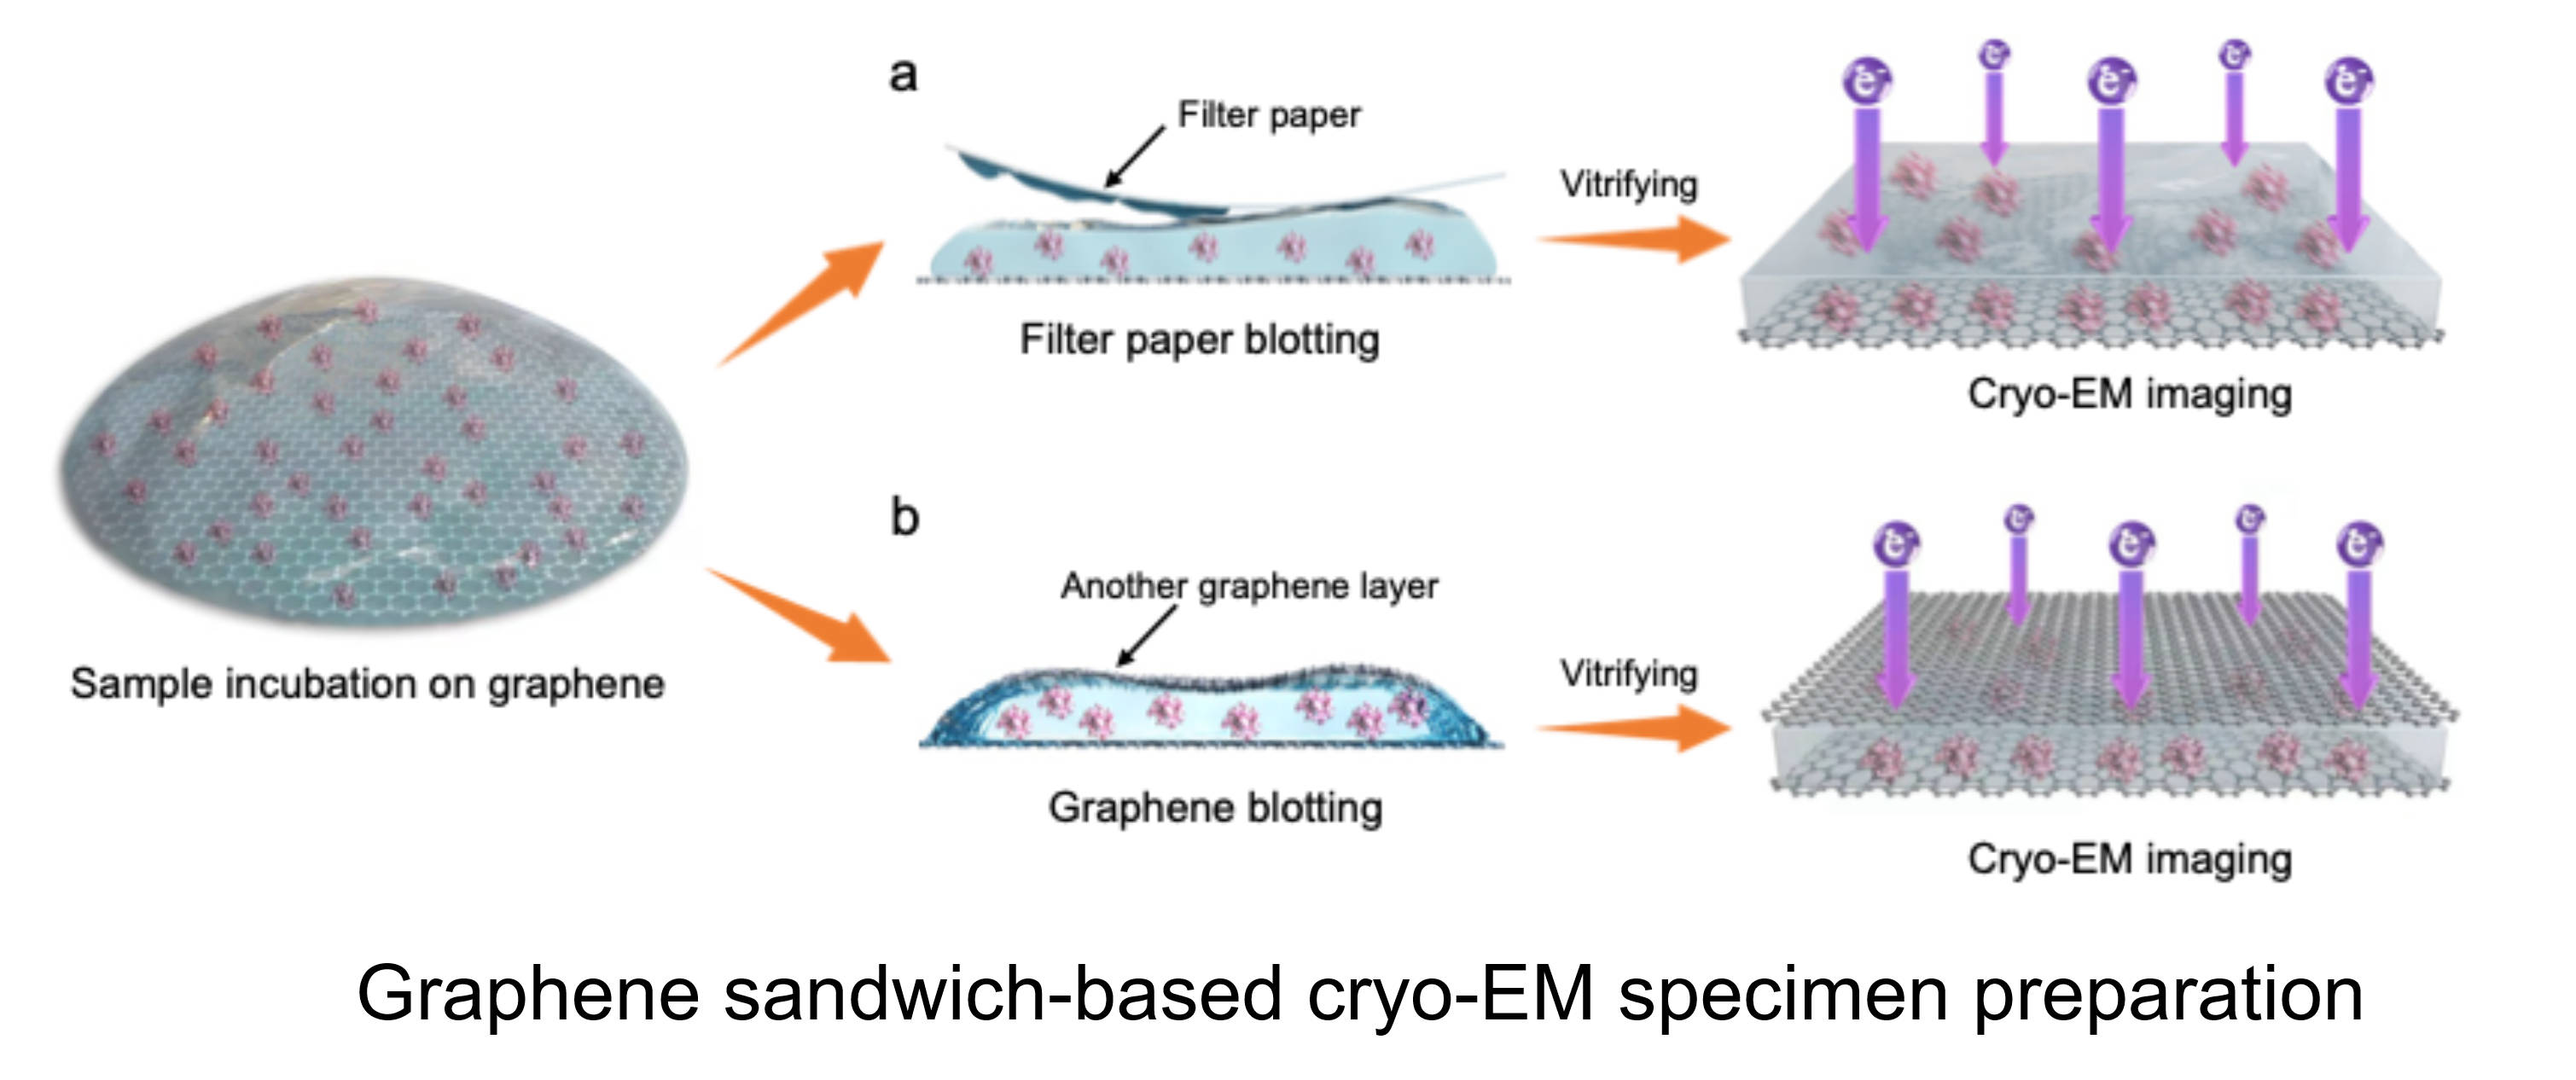 a
Filter paper
Filter paper blotting
Vitrifying
e-
e-
e-
e-
e-
Cryo-EM imaging
Sample incubation on graphene
b
Another graphene layer
Graphene blotting
Vitrifying
e-
e-
e-
e-
e-
Cryo-EM imaging
Graphene sandwich-based cryo-EM specimen preparation